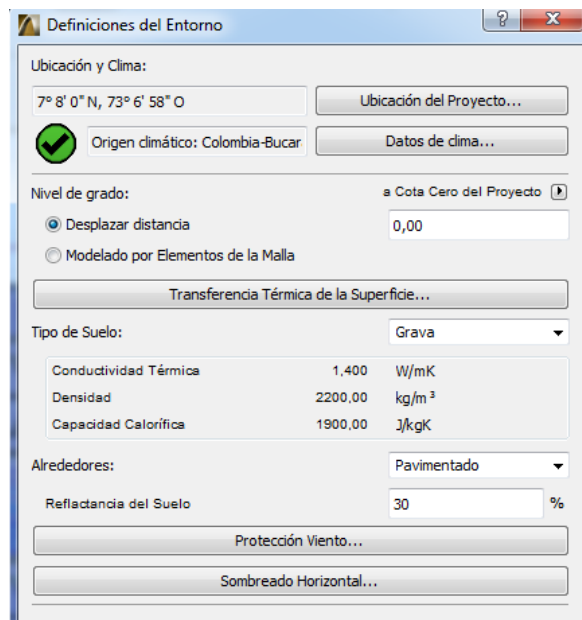 Definiciones del Entorno
Ubicación y Clima:
7º 8' 0" N, 73º 6' 58" O
Ubicación del Proyecto...
Origen climático: Colombia-Bucar
Datos de clima...
Nivel de grado:
a Cota Cero del Proyecto
Desplazar distancia
0,00
Modelado por Elementos de la Malla
Transferencia Térmica de la Superficie...
Tipo de Suelo:
Grava
Conductividad Térmica 1,400 W/mK
Densidad 2200,00 kg/m³
Capacidad Calorífica 1900,00 J/kgK
Alrededores:
Pavimentado
Reflactancia del Suelo 30 %
Protección Viento...
Sombreado Horizontal...